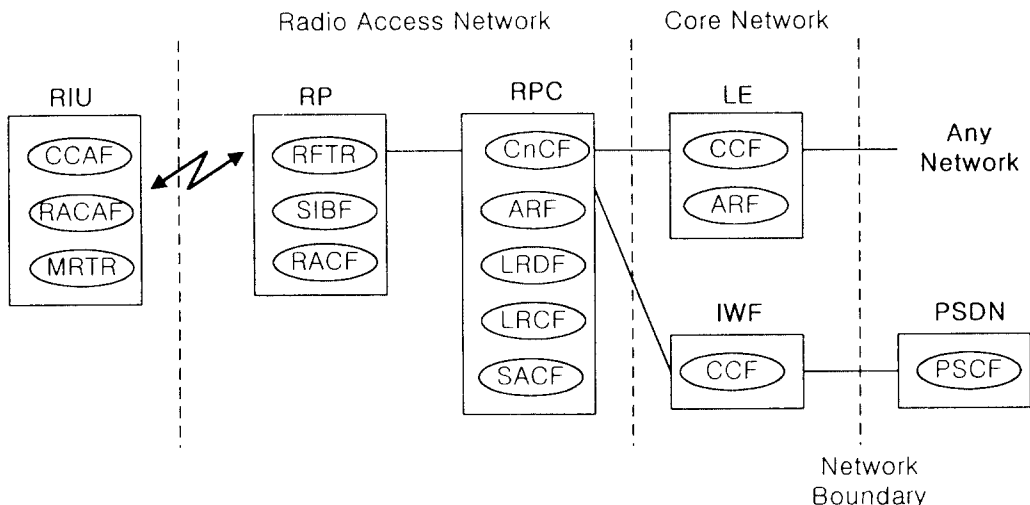 Radio Access Network
Core Network
RIU
CCAF
RACAF
MRTR
RP
RFTR
SIBF
RACF
RPC
CnCF
ARF
LRDF
LRCF
SACF
LE
CCF
ARF
Any
Network
IWF
CCF
PSDN
PSCF
Network
Boundary